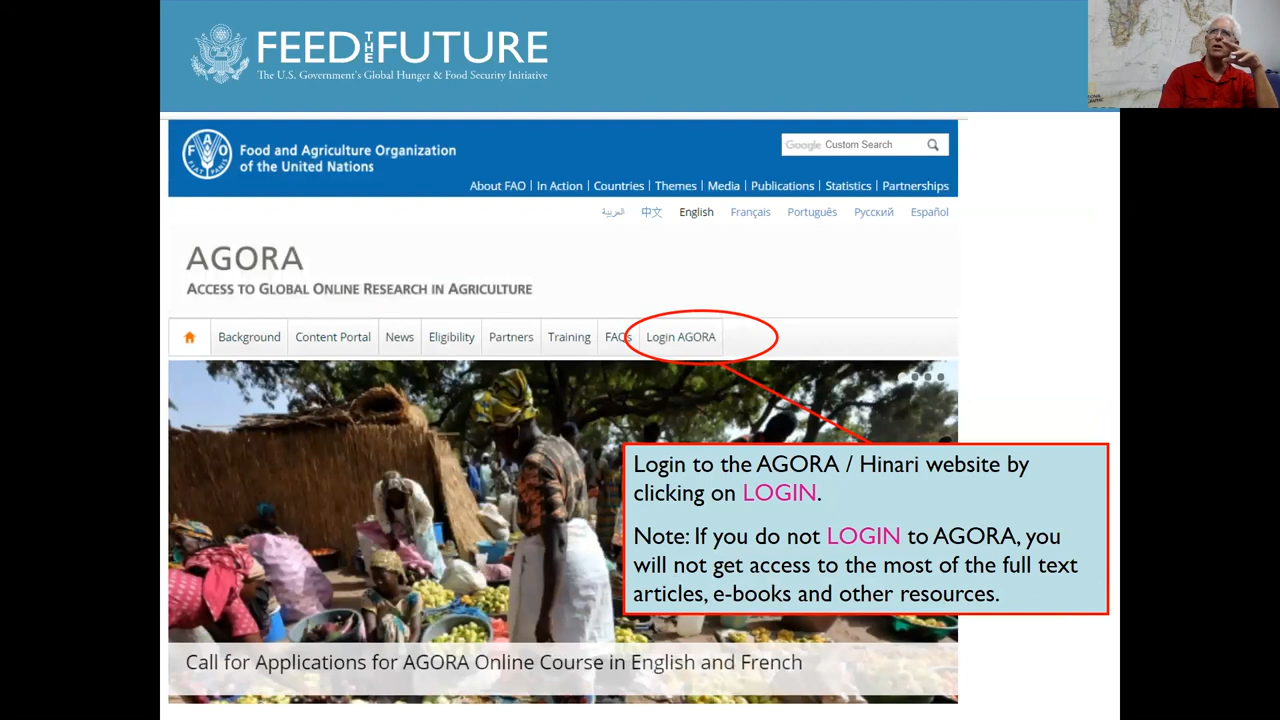 FEED THE FUTURE
The U.S. Government's Global Hunger & Food Security Initiative
FAO
FIAT PANIS
Food and Agriculture Organization
of the United Nations
Google Custom Search
About FAO | In Action | Countries | Themes | Media | Publications | Statistics | Partnerships
العربية 中文 English Français Português Русский Español
AGORA
ACCESS TO GLOBAL ONLINE RESEARCH IN AGRICULTURE
Background Content Portal News Eligibility Partners Training FAQs Login AGORA
Login to the AGORA / Hinari website by
clicking on LOGIN.
Note: If you do not LOGIN to AGORA, you
will not get access to the most of the full text
articles, e-books and other resources.
Call for Applications for AGORA Online Course in English and French